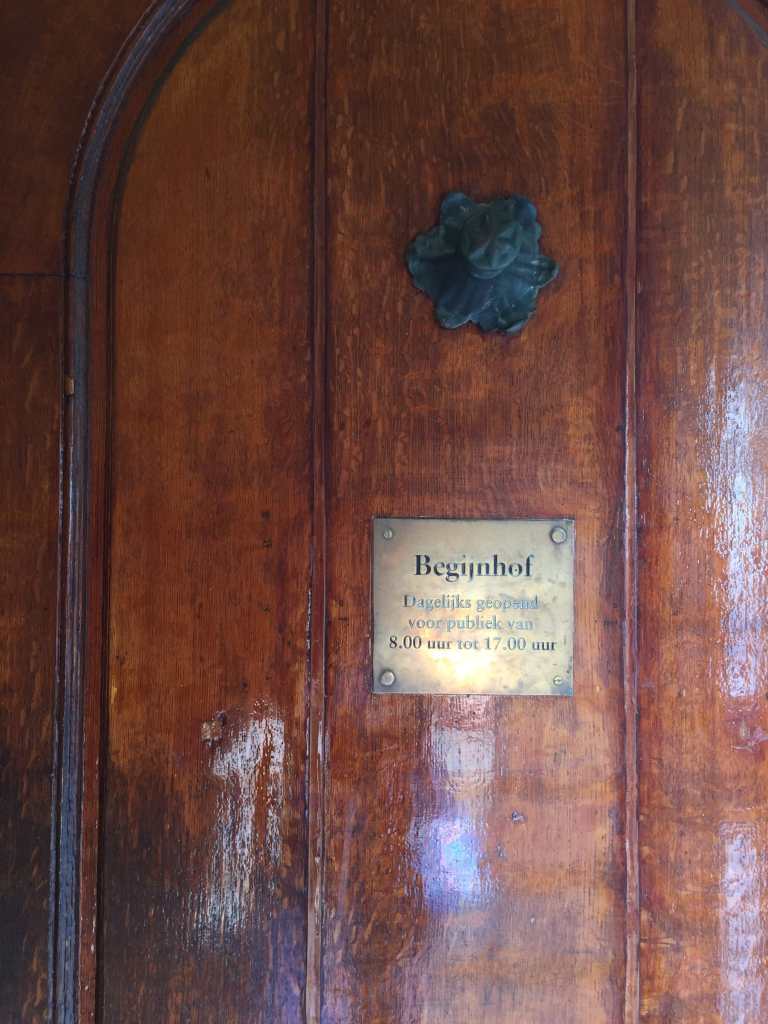 Begijnhof
Dagelijks geopend
voor publiek van
8.00 uur tot 17.00 uur